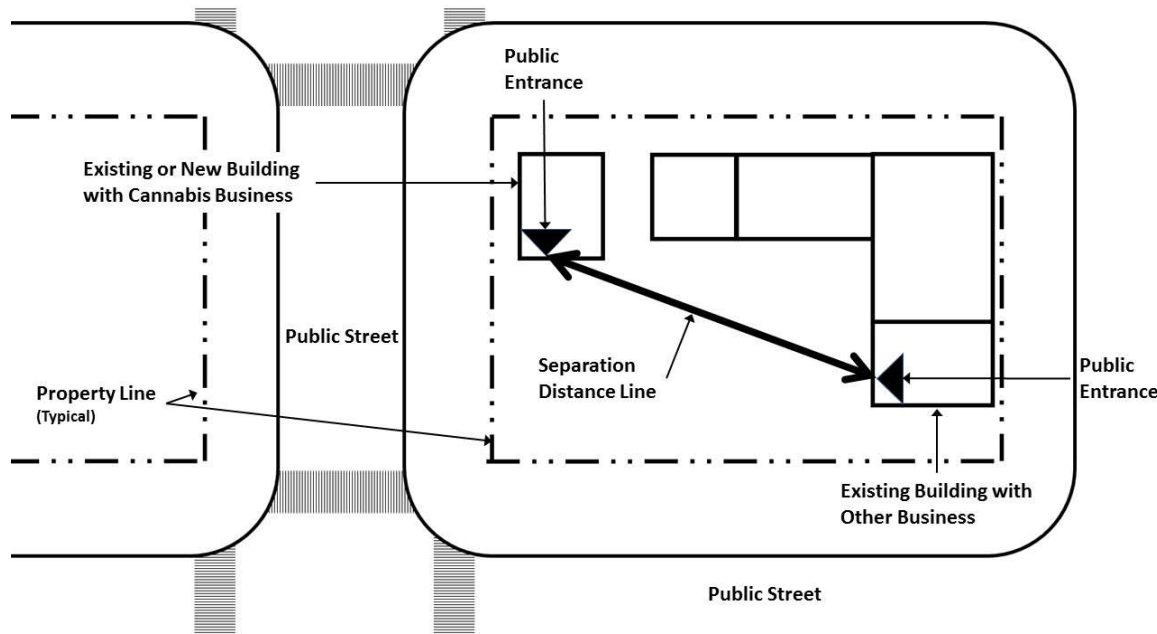 Public
Entrance
Existing or New Building
with Cannabis Business
Public Street
Separation
Distance Line
Property Line
(Typical)
Public
Entrance
Existing Building with
Other Business
Public Street